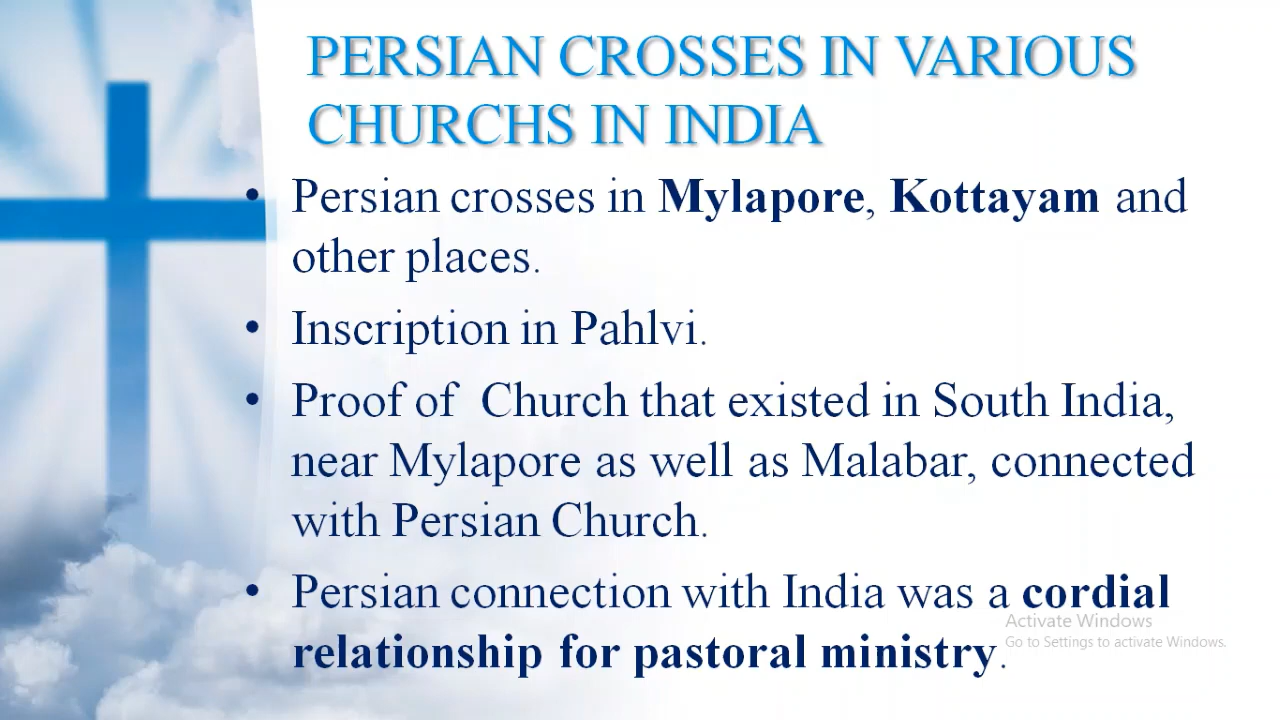 PERSIAN CROSSES IN VARIOUS
CHURCHS IN INDIA
• Persian crosses in Mylapore, Kottayam and
other places.
• Inscription in Pahlvi.
• Proof of Church that existed in South India,
near Mylapore as well as Malabar, connected
with Persian Church.
• Persian connection with India was a cordial
relationship for pastoral ministry.
Activate Windows
Go to Settings to activate Windows.